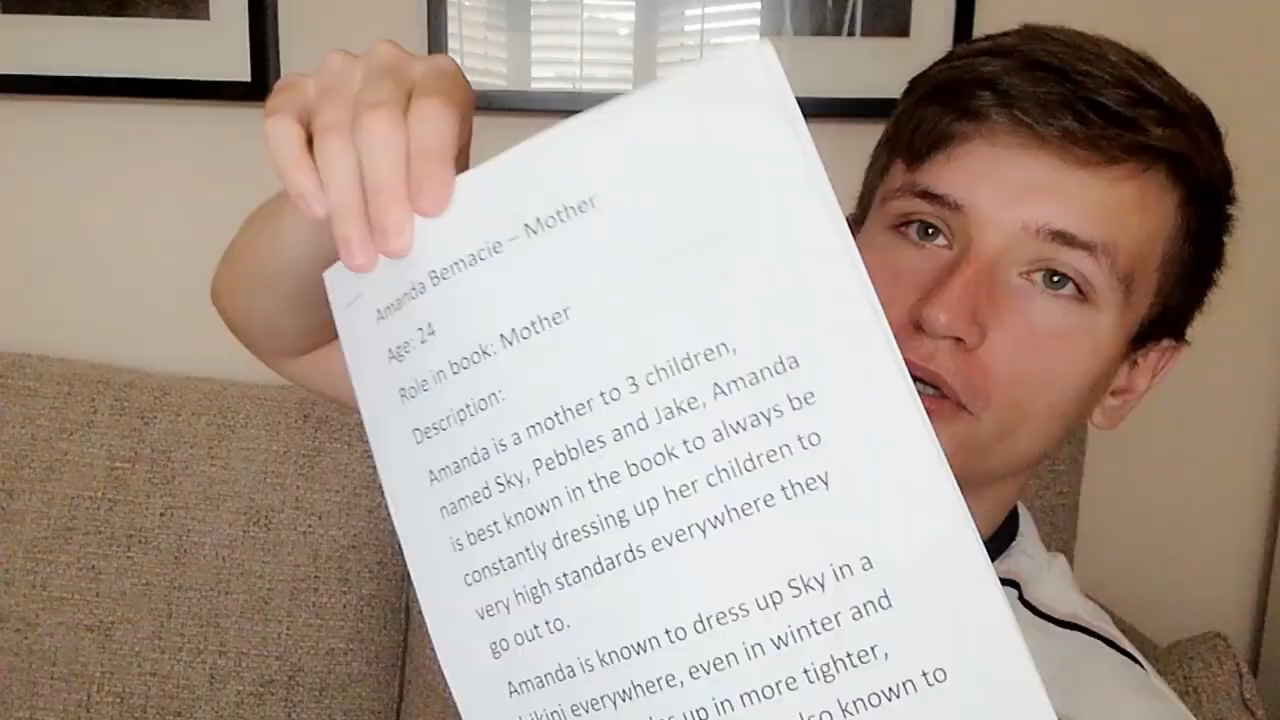 Amanda Bemacie – Mother
Age: 24
Role in book: Mother
Description:
Amanda is a mother to 3 children,
named Sky, Pebbles and Jake, Amanda
is best known in the book to always be
constantly dressing up her children to
very high standards everywhere they
go out to.
Amanda is known to dress up Sky in a
bikini everywhere, even in winter and
up in more tighter,
also known to